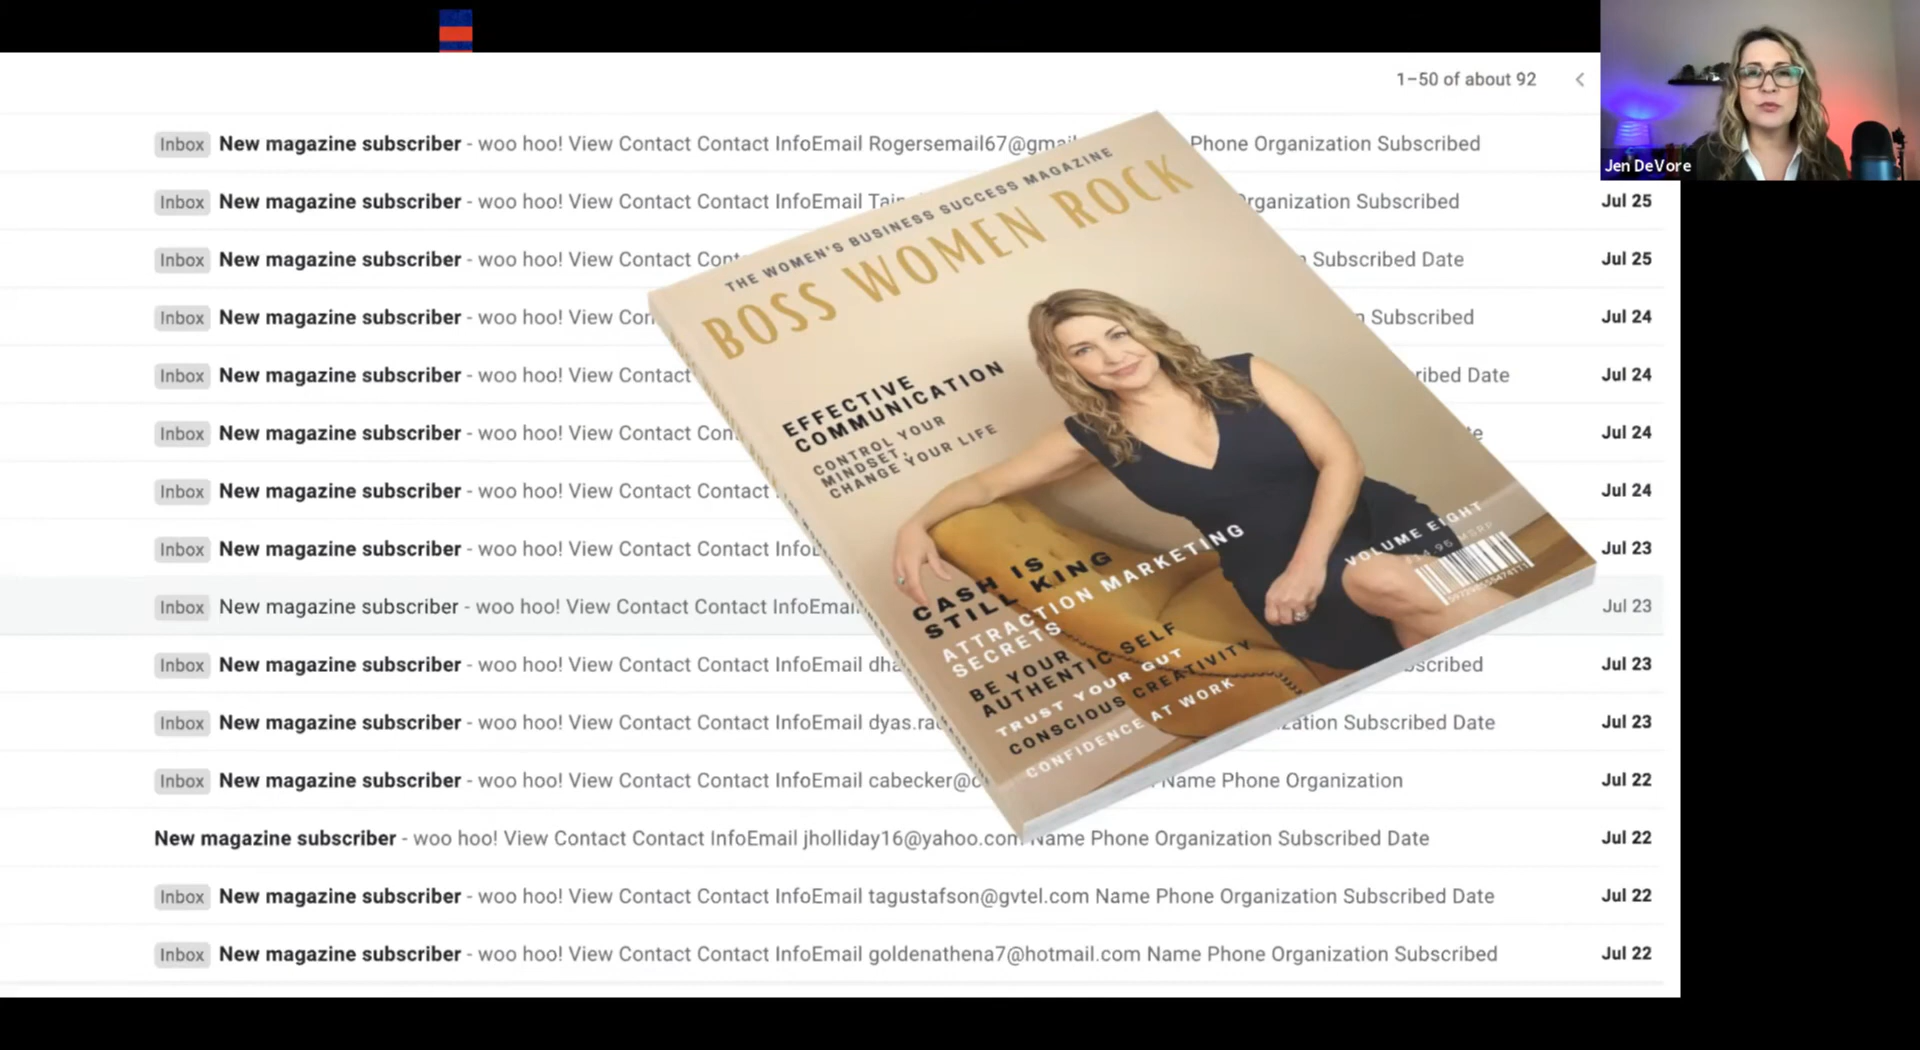 1–50 of about 92
Jen DeVore
Inbox New magazine subscriber - woo hoo! View Contact Contact InfoEmail Rogersemail67@gmai Phone Organization Subscribed
Inbox New magazine subscriber - woo hoo! View Contact Contact InfoEmail rganization Subscribed Jul 25
Inbox New magazine subscriber - woo hoo! View Contact Subscribed Date Jul 25
Inbox New magazine subscriber - woo hoo! View Subscribed Jul 24
Inbox New magazine subscriber - woo hoo! View Contact Date Jul 24
Inbox New magazine subscriber - woo hoo! View Contact Jul 24
Inbox New magazine subscriber - woo hoo! View Contact Contact Jul 24
Inbox New magazine subscriber - woo hoo! View Contact Contact Jul 23
Inbox New magazine subscriber - woo hoo! View Contact Contact InfoEmail Jul 23
Inbox New magazine subscriber - woo hoo! View Contact Contact InfoEmail dha scribed Jul 23
Inbox New magazine subscriber - woo hoo! View Contact Contact InfoEmail dyas.ra zation Subscribed Date Jul 23
Inbox New magazine subscriber - woo hoo! View Contact Contact InfoEmail cabecker@ Name Phone Organization Jul 22
New magazine subscriber - woo hoo! View Contact Contact InfoEmail jholliday16@yahoo.com Name Phone Organization Subscribed Date Jul 22
Inbox New magazine subscriber - woo hoo! View Contact Contact InfoEmail tagustafson@gvtel.com Name Phone Organization Subscribed Date Jul 22
Inbox New magazine subscriber - woo hoo! View Contact Contact InfoEmail goldenathena7@hotmail.com Name Phone Organization Subscribed Jul 22
THE WOMEN'S BUSINESS SUCCESS MAGAZINE
BOSS WOMEN ROCK
EFFECTIVE
COMMUNICATION
CONTROL YOUR
MINDSET,
CHANGE YOUR LIFE
CASH IS
STILL KING
ATTRACTION MARKETING
SECRETS
BE YOUR
AUTHENTIC SELF
TRUST YOUR GUT
CONSCIOUS CREATIVITY
CONFIDENCE AT WORK
VOLUME EIGHT